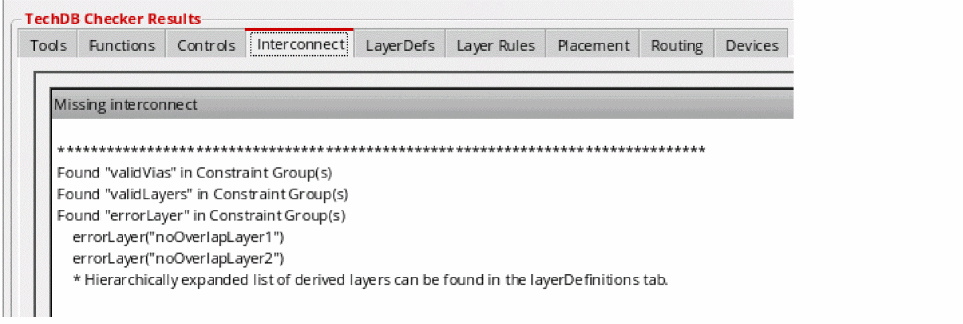 TechDB Checker Results
Tools Functions Controls Interconnect LayerDefs Layer Rules Placement Routing Devices
Missing interconnect
********************************************************************************
Found "validVias" in Constraint Group(s)
Found "validLayers" in Constraint Group(s)
Found "errorLayer" in Constraint Group(s)
errorLayer("noOverlapLayer1")
errorLayer("noOverlapLayer2")
* Hierarchically expanded list of derived layers can be found in the layerDefinitions tab.